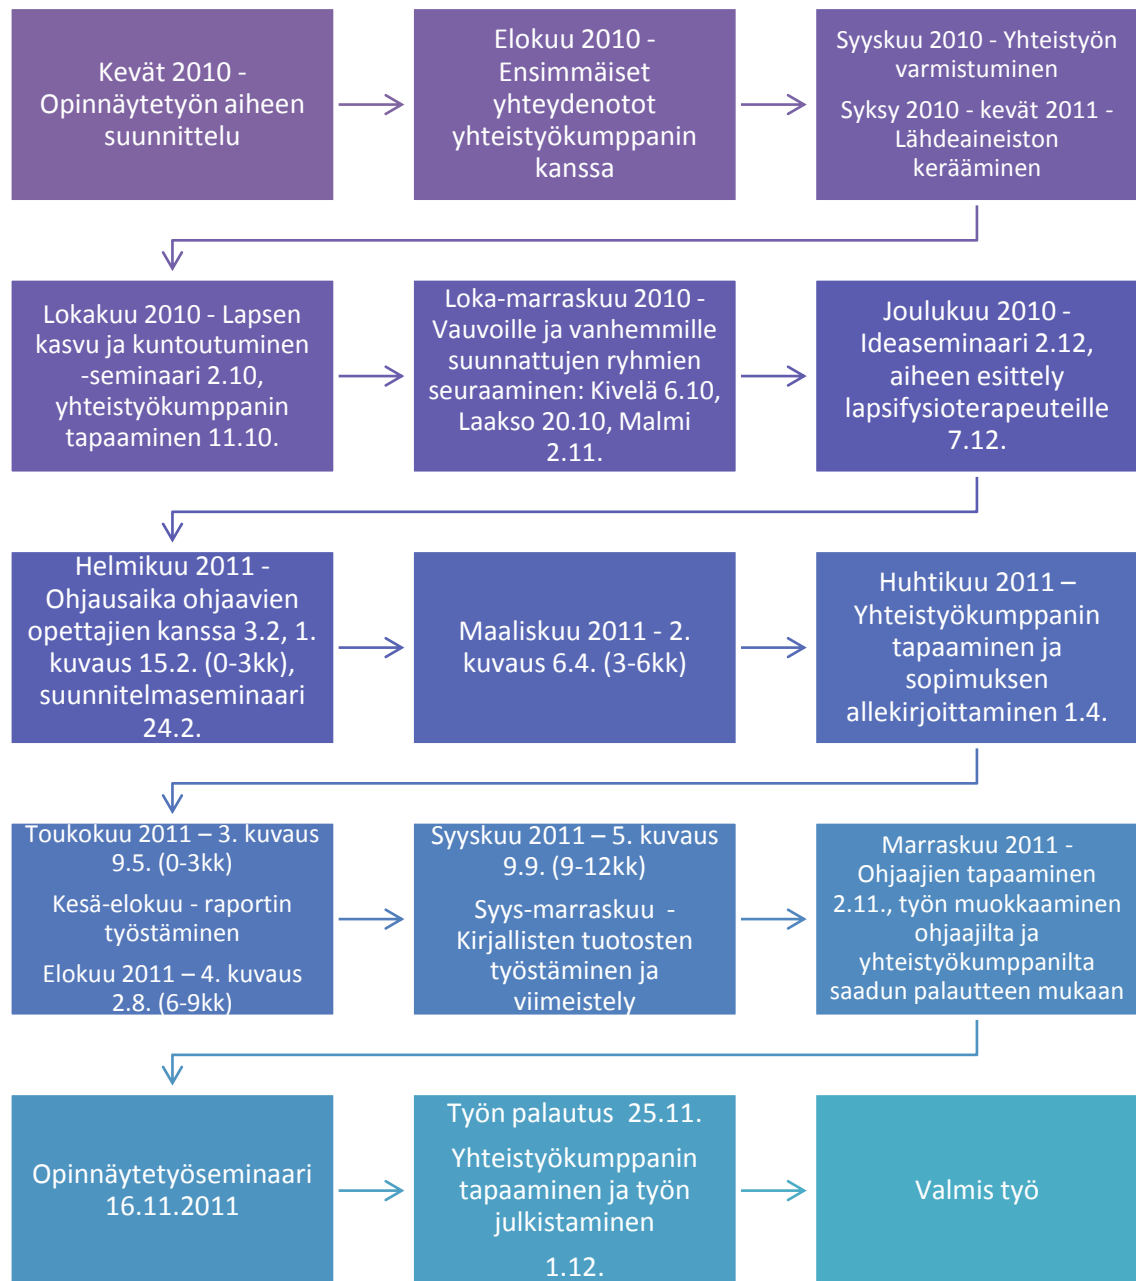 Kevät 2010 -
Opinnäytetyön aiheen
suunnittelu
Elokuu 2010 -
Ensimmäiset
yhteydenotot
yhteistyökumppanin
kanssa
Syyskuu 2010 - Yhteistyön
varmistuminen
Syksy 2010 - kevät 2011 -
Lähdeaineiston
kerääminen
Lokakuu 2010 - Lapsen
kasvu ja kuntoutuminen
-seminaari 2.10,
yhteistyökumppanin
tapaaminen 11.10.
Loka-marraskuu 2010 -
Vauvoille ja vanhemmille
suunnattujen ryhmien
seuraaminen: Kivelä 6.10,
Laakso 20.10, Malmi
2.11.
Joulukuu 2010 -
Ideaseminaari 2.12,
aiheen esittely
lapsifysioterapeuteille
7.12.
Helmikuu 2011 -
Ohjausaika ohjaavien
opettajien kanssa 3.2, 1.
kuvaus 15.2. (0-3kk),
suunnitelmaseminaari
24.2.
Maaliskuu 2011 - 2.
kuvaus 6.4. (3-6kk)
Huhtikuu 2011 –
Yhteistyökumppanin
tapaaminen ja
sopimuksen
allekirjoittaminen 1.4.
Toukokuu 2011 – 3. kuvaus
9.5. (0-3kk)
Kesä-elokuu - raportin
työstäminen
Elokuu 2011 – 4. kuvaus
2.8. (6-9kk)
Syyskuu 2011 – 5. kuvaus
9.9. (9-12kk)
Syys-marraskuu -
Kirjallisten tuotosten
työstäminen ja
viimeistely
Marraskuu 2011 -
Ohjaajien tapaaminen
2.11., työn muokkaaminen
ohjaajilta ja
yhteistyökumppanilta
saadun palautteen mukaan
Opinnäytetyöseminaari
16.11.2011
Työn palautus 25.11.
Yhteistyökumppanin
tapaaminen ja työn
julkistaminen
1.12.
Valmis työ